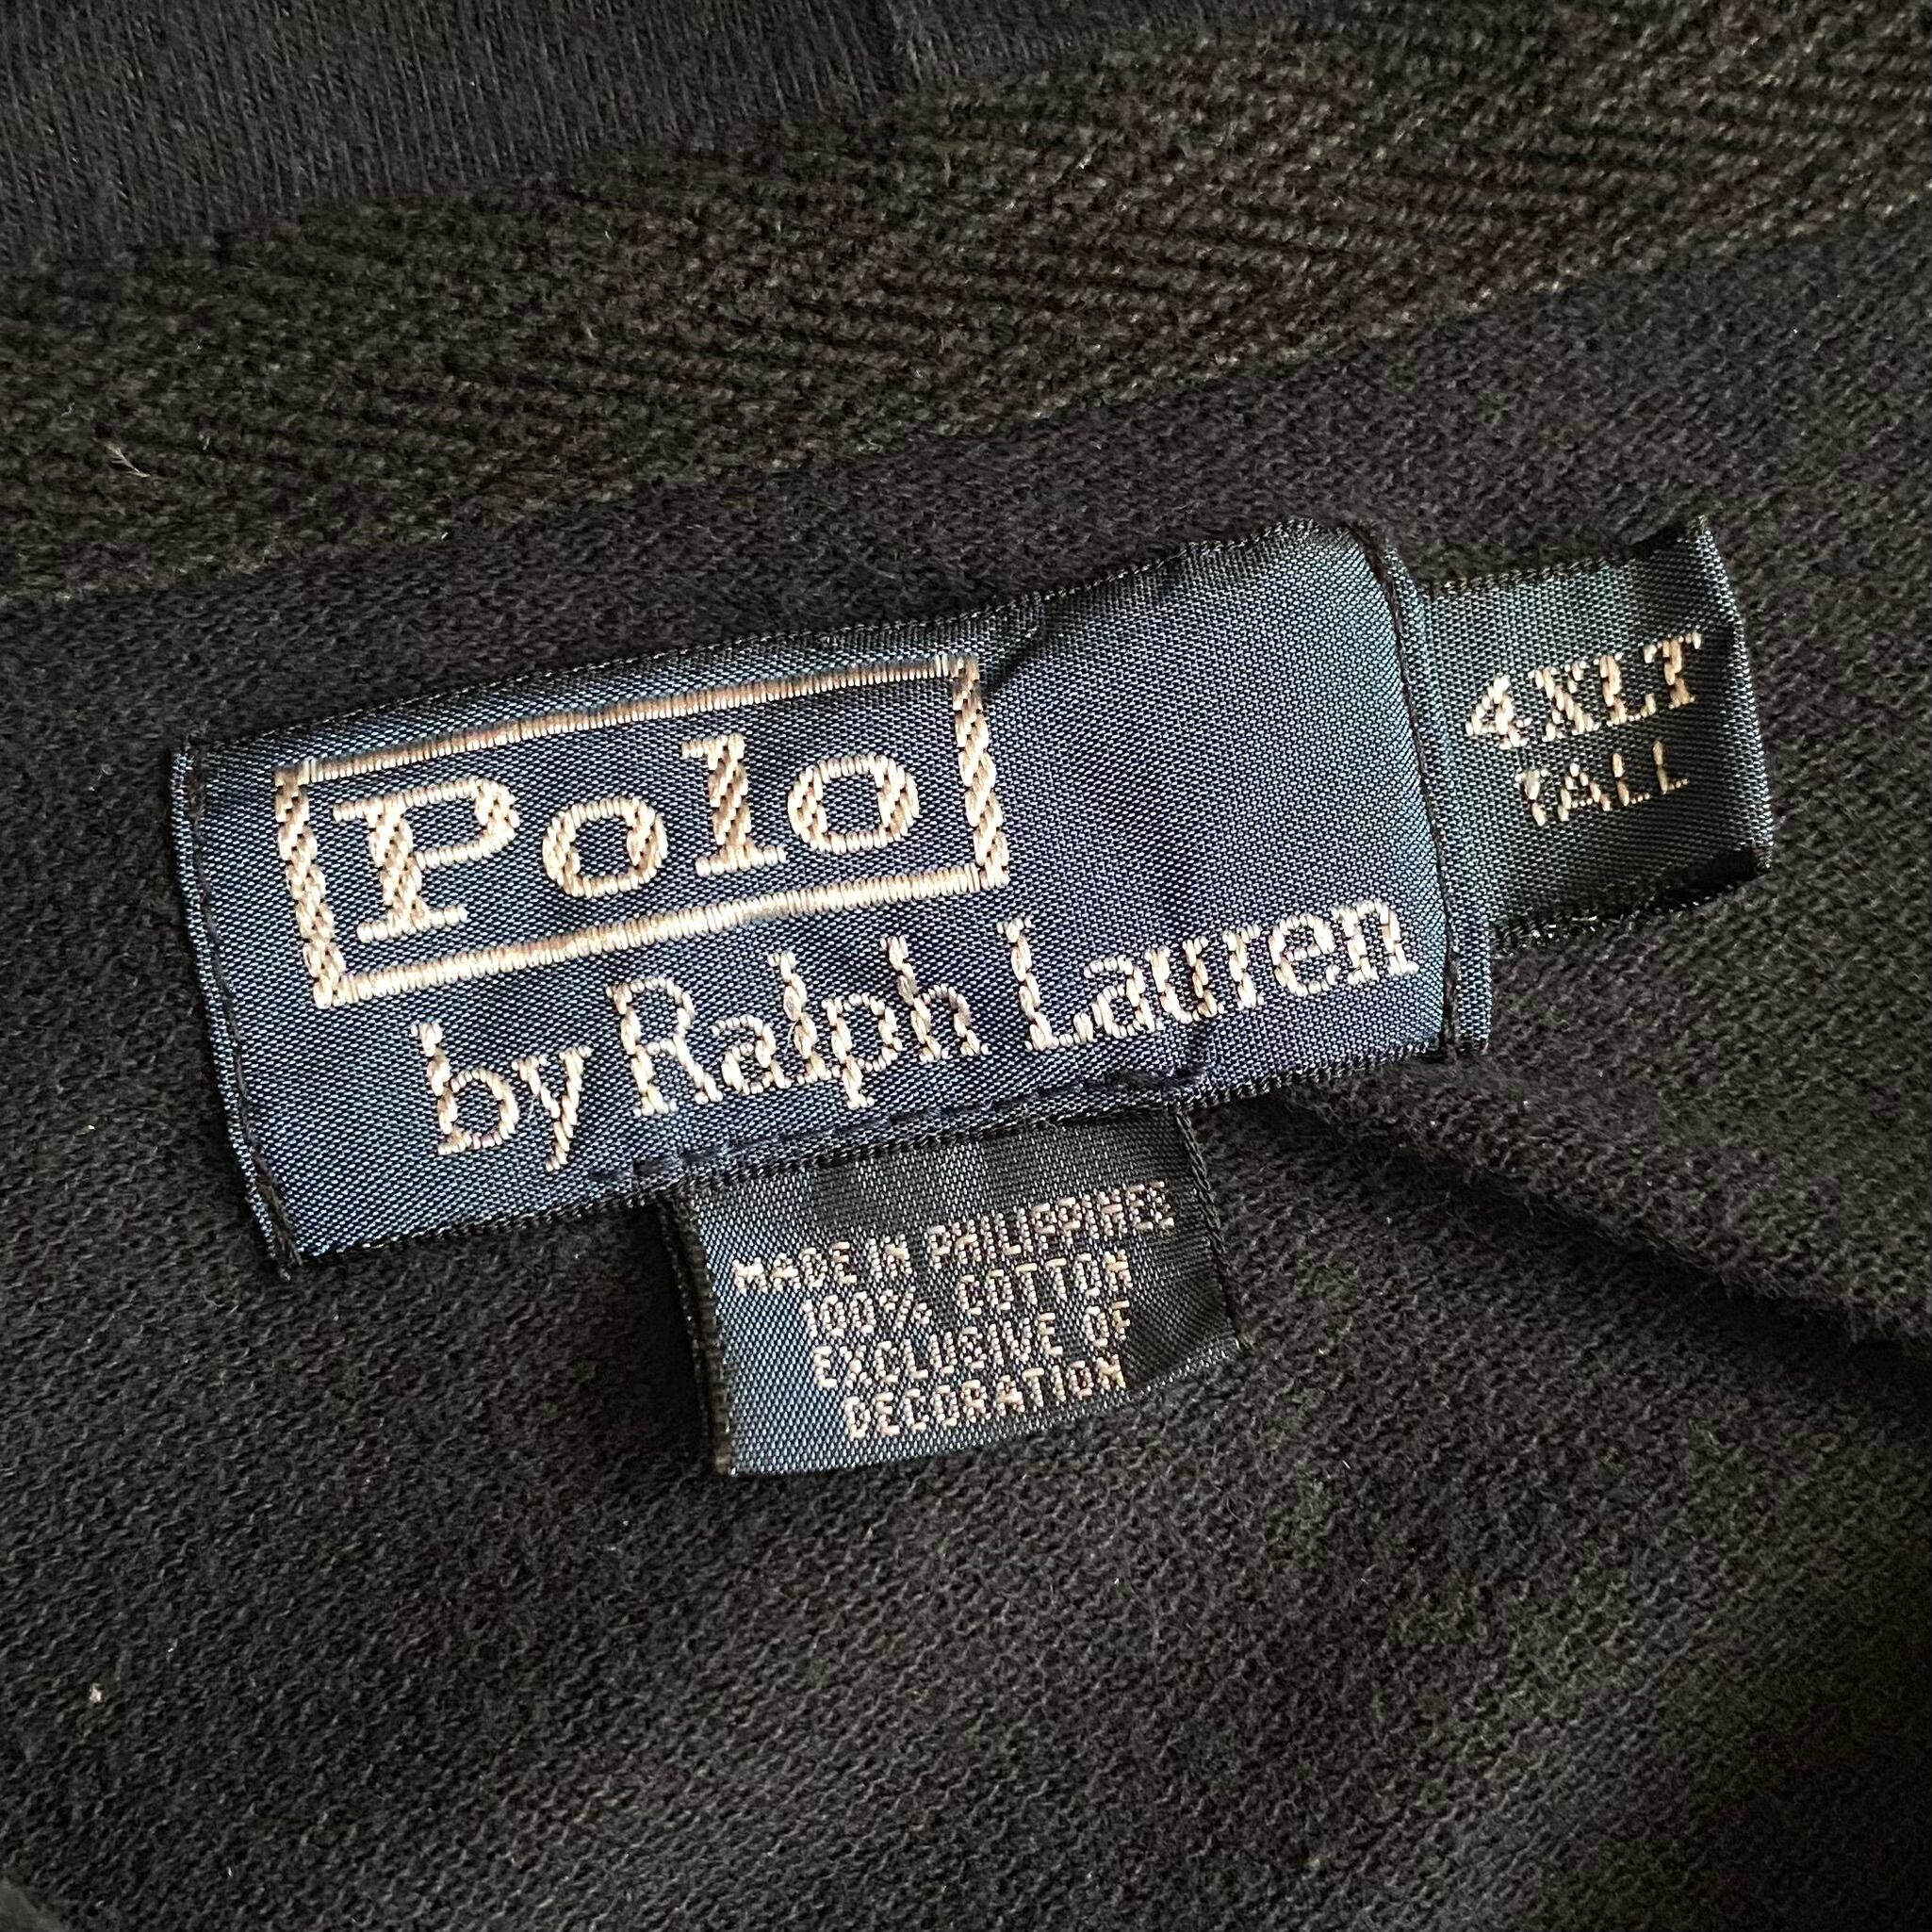 Polo
by Ralph Lauren
4XLT
TALL
MADE IN PHILIPPINES
100% COTTON
EXCLUSIVE OF
DECORATION